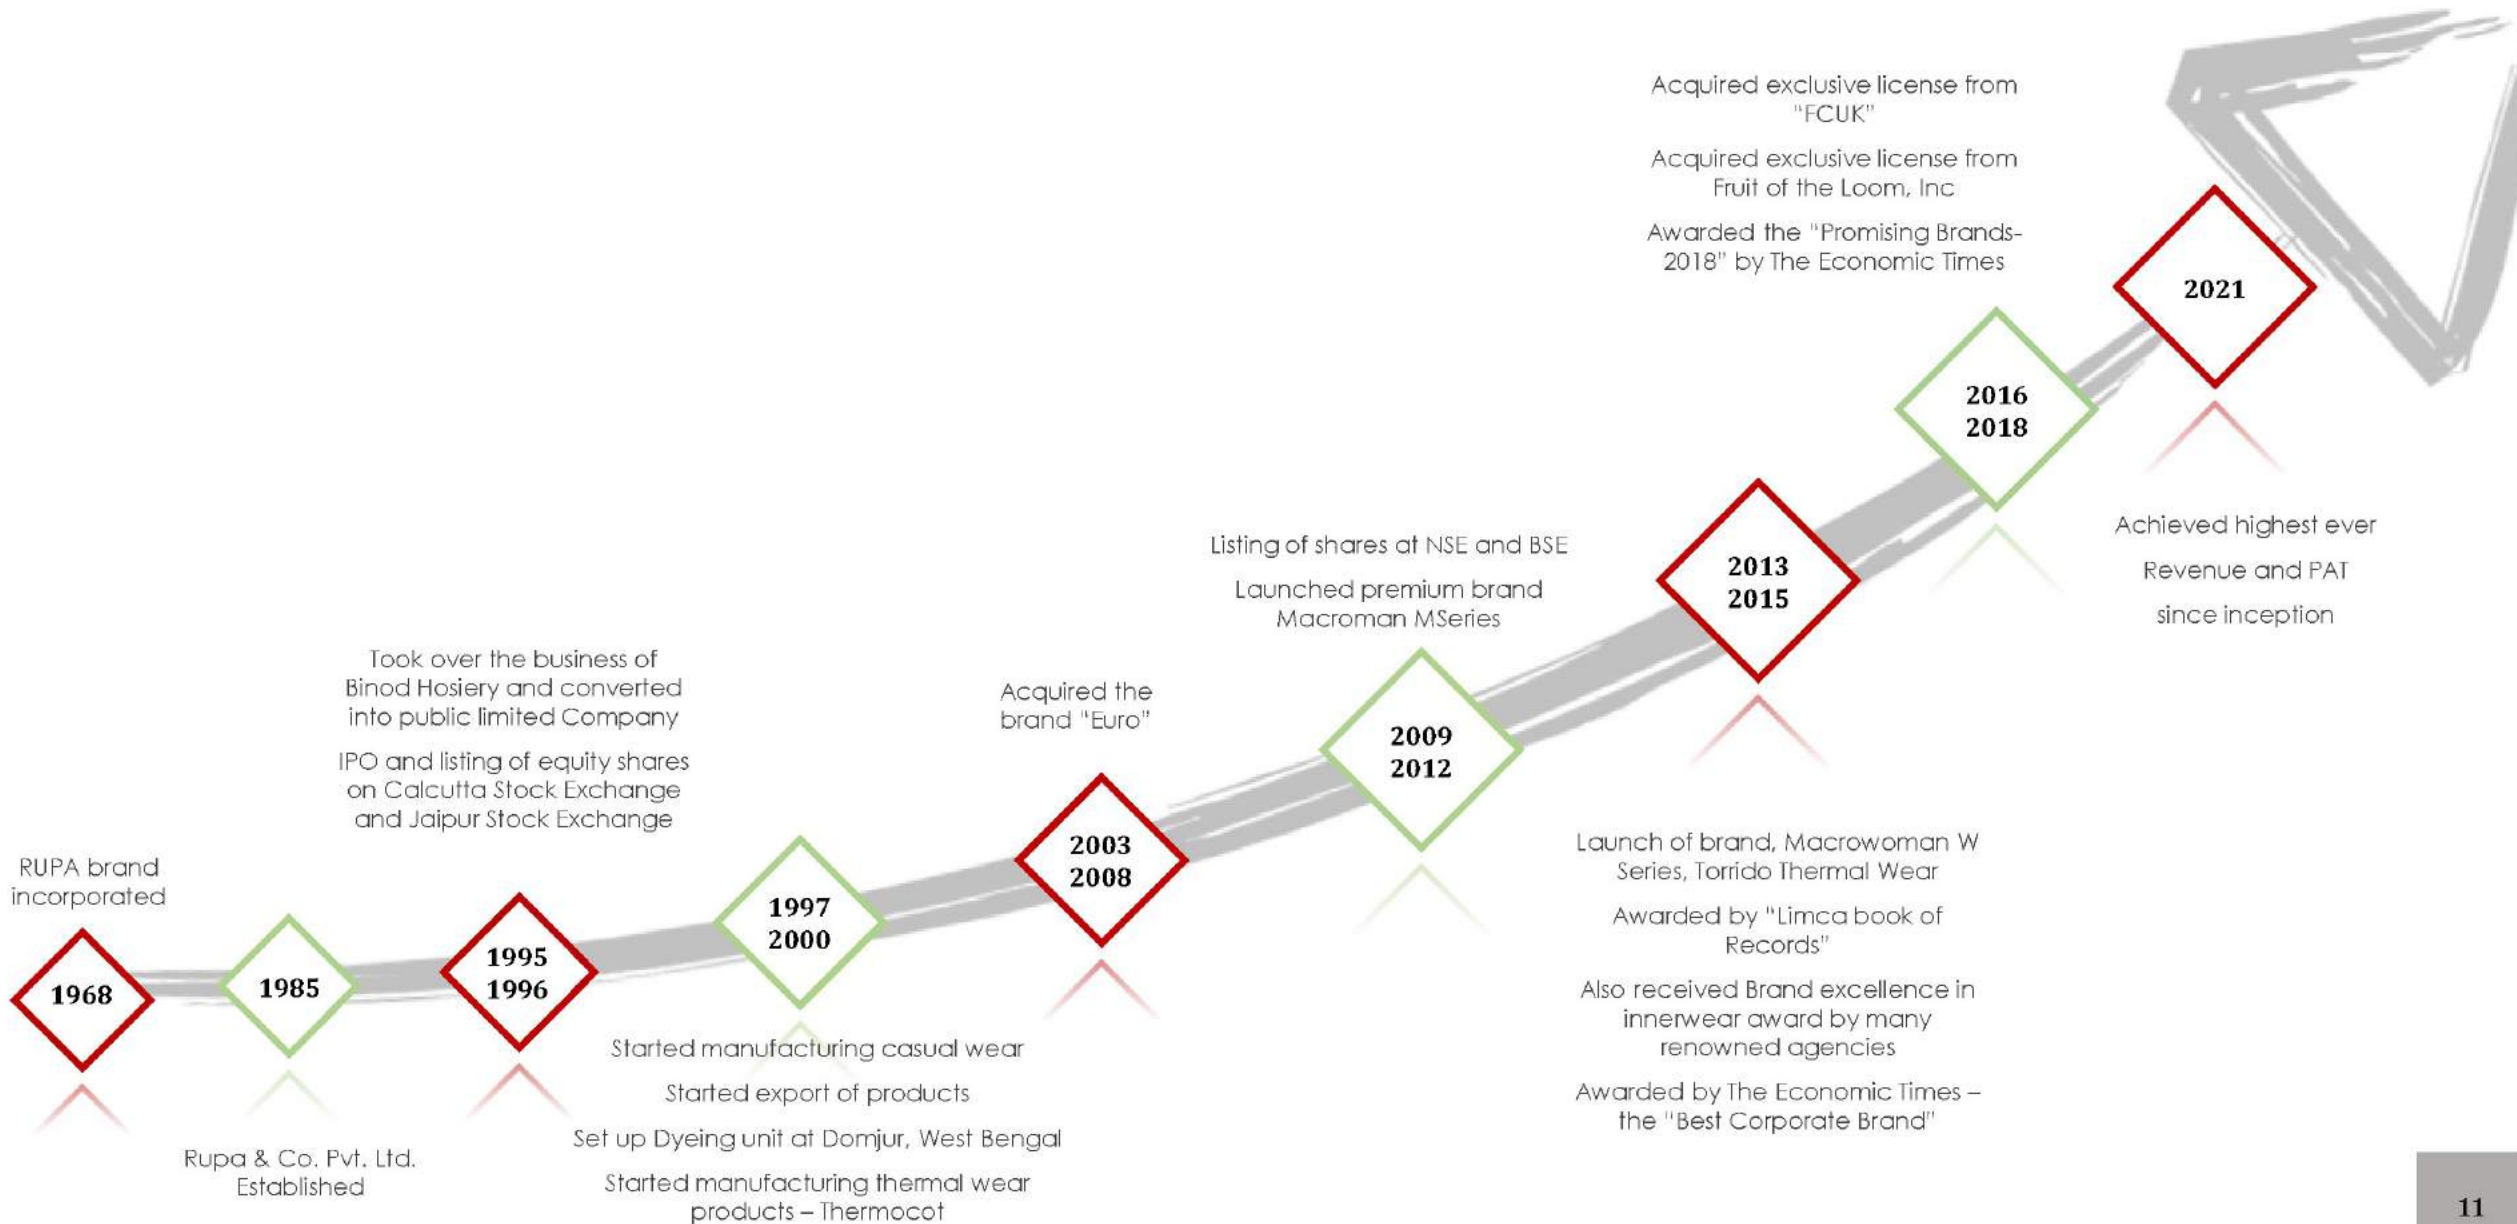 RUPA brand
incorporated
1968
1985
Rupa & Co. Pvt. Ltd.
Established
Took over the business of
Binod Hosiery and converted
into public limited Company
IPO and listing of equity shares
on Calcutta Stock Exchange
and Jaipur Stock Exchange
1995
1996
1997
2000
Started manufacturing casual wear
Started export of products
Set up Dyeing unit at Domjur, West Bengal
Started manufacturing thermal wear
products – Thermocot
Acquired the
brand "Euro"
2003
2008
Listing of shares at NSE and BSE
Launched premium brand
Macroman MSeries
2009
2012
2013
2015
Launch of brand, Macrowoman W
Series, Torrido Thermal Wear
Awarded by "Limca book of
Records"
Also received Brand excellence in
innerwear award by many
renowned agencies
Awarded by The Economic Times –
the "Best Corporate Brand"
Acquired exclusive license from
"FCUK"
Acquired exclusive license from
Fruit of the Loom, Inc
Awarded the "Promising Brands-
2018" by The Economic Times
2016
2018
2021
Achieved highest ever
Revenue and PAT
since inception
11